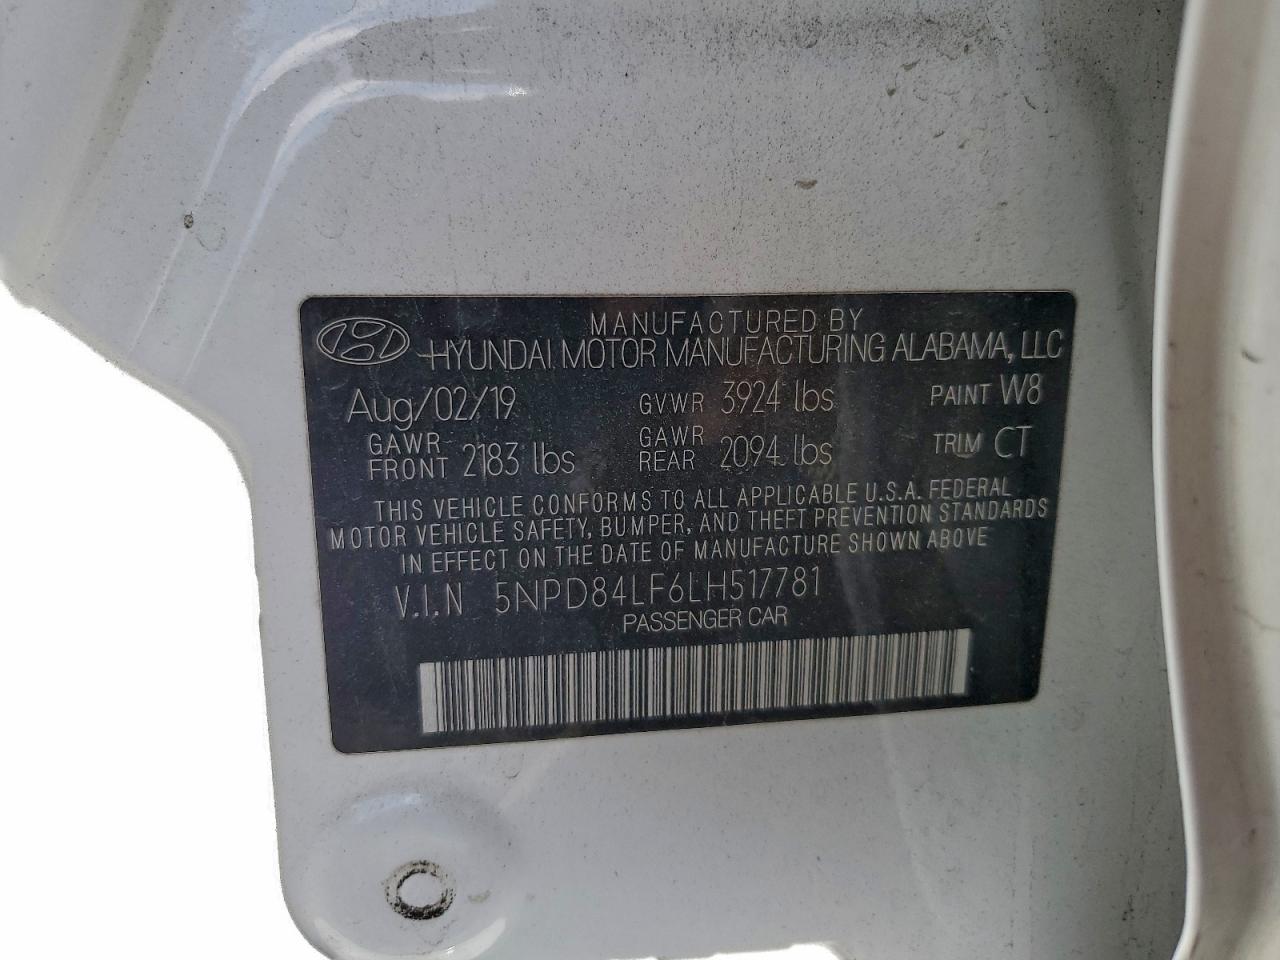 MANUFACTURED BY
HYUNDAI MOTOR MANUFACTURING ALABAMA, LLC
Aug/02/19 GVWR 3924 lbs PAINT W8
GAWR FRONT 2183 lbs GAWR REAR 2094 lbs TRIM CT
THIS VEHICLE CONFORMS TO ALL APPLICABLE U.S.A. FEDERAL
MOTOR VEHICLE SAFETY, BUMPER, AND THEFT PREVENTION STANDARDS
IN EFFECT ON THE DATE OF MANUFACTURE SHOWN ABOVE
V.I.N 5NPD84LF6LH517781
PASSENGER CAR